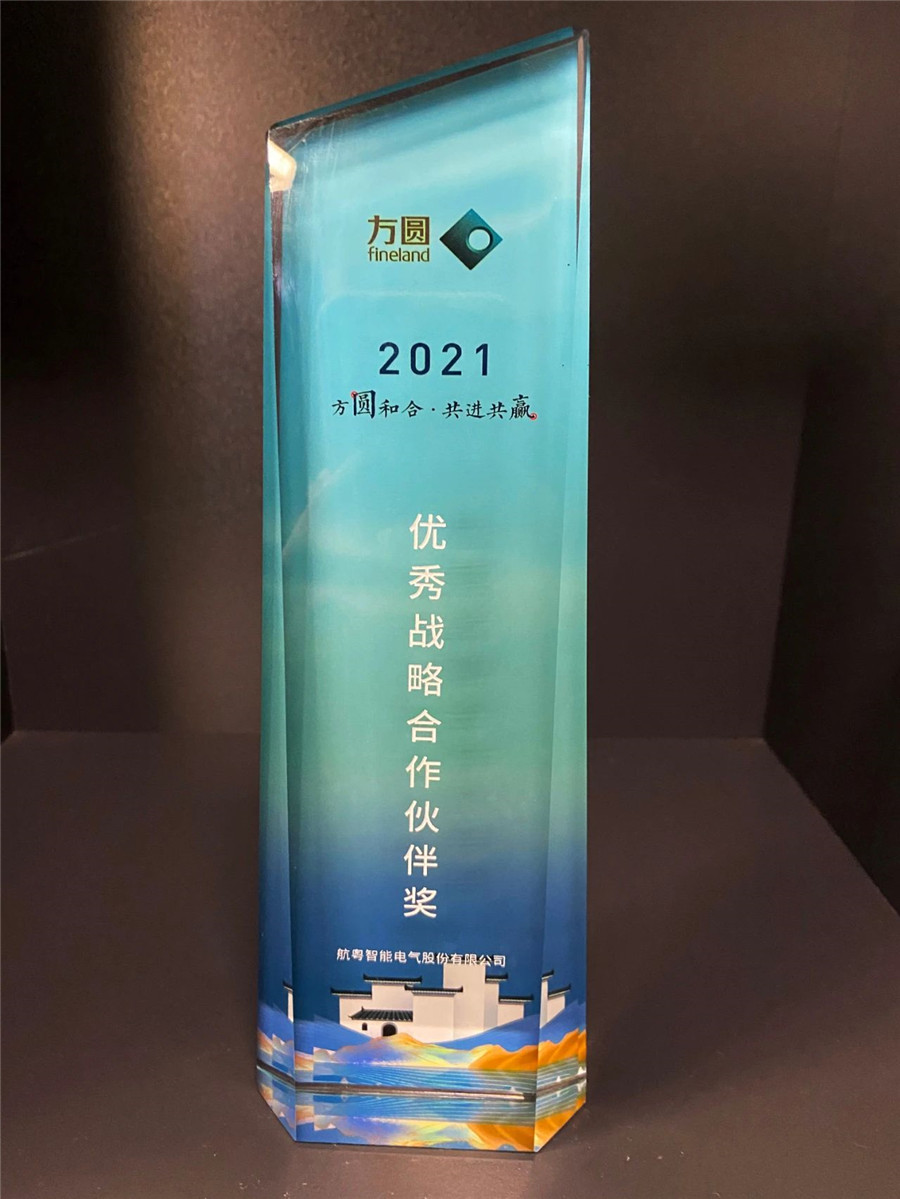 方圆
fineland
2021
方圆和合·共进共赢
优秀战略合作伙伴奖
航粤智能电气股份有限公司